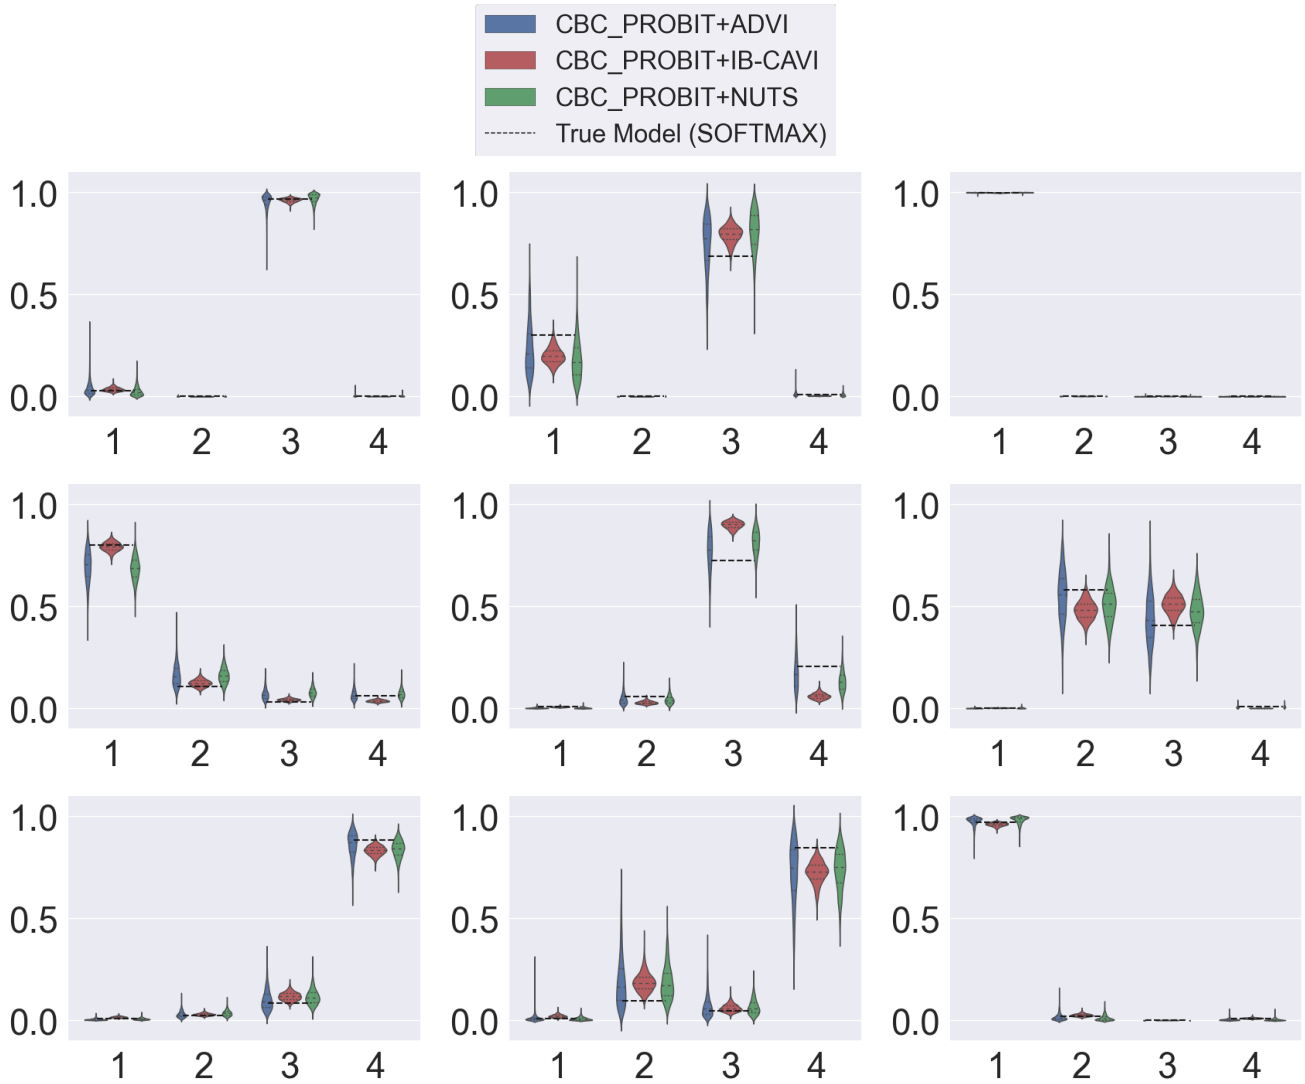 CBC_PROBIT+ADVI
CBC_PROBIT+IB-CAVI
CBC_PROBIT+NUTS
True Model (SOFTMAX)
1.0 1.0 1.0
0.5 0.5 0.5
0.0 0.0 0.0
1 2 3 4 1 2 3 4 1 2 3 4
1.0 1.0 1.0
0.5 0.5 0.5
0.0 0.0 0.0
1 2 3 4 1 2 3 4 1 2 3 4
1.0 1.0 1.0
0.5 0.5 0.5
0.0 0.0 0.0
1 2 3 4 1 2 3 4 1 2 3 4